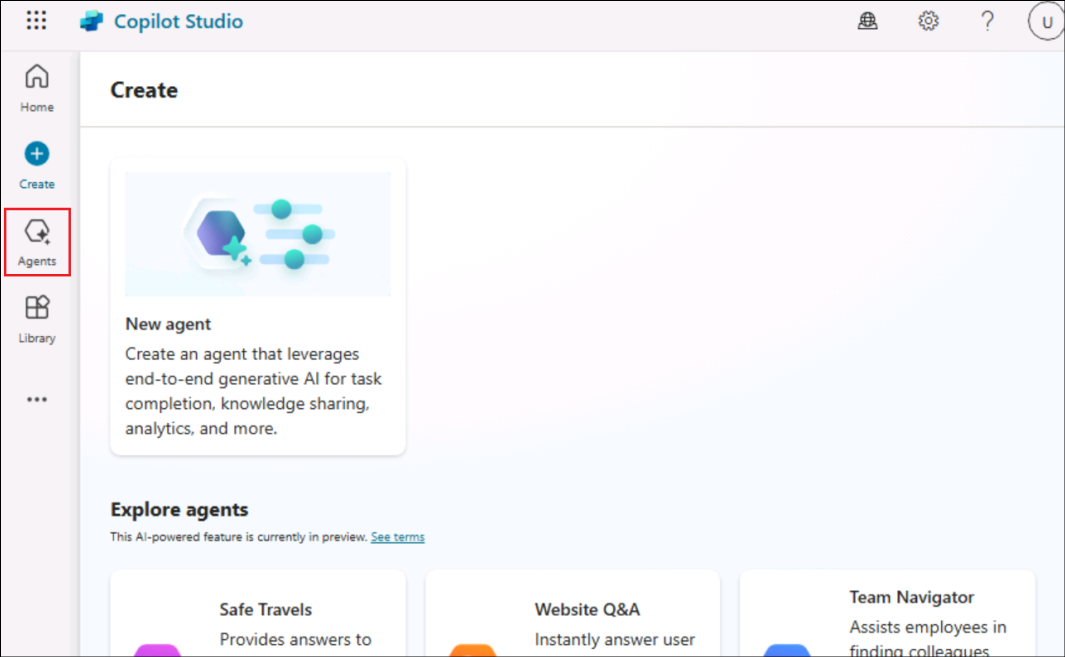 Copilot Studio
?
U
Home
Create
Agents
Library
Create
New agent
Create an agent that leverages
end-to-end generative AI for task
completion, knowledge sharing,
analytics, and more.
Explore agents
This AI-powered feature is currently in preview. See terms
Safe Travels
Provides answers to
Website Q&A
Instantly answer user
Team Navigator
Assists employees in
finding colleagues